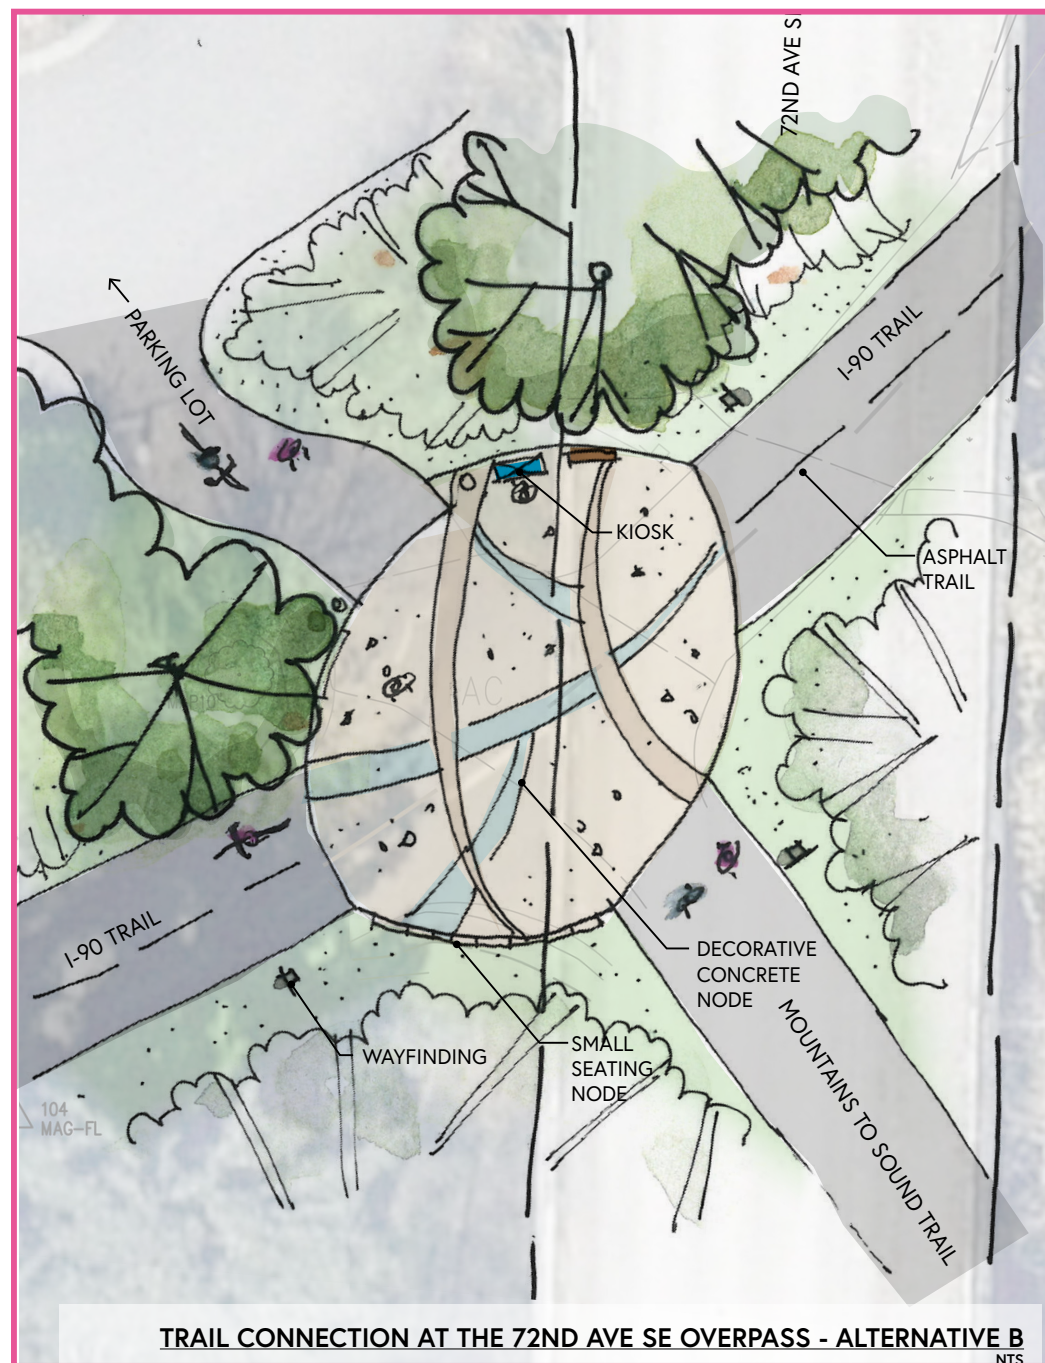 72ND AVE S
I-90 TRAIL
PARKING LOT
KIOSK
ASPHALT
TRAIL
AC
I-90 TRAIL
DECORATIVE
CONCRETE
NODE
WAYFINDING
SMALL
SEATING
NODE
MOUNTAINS TO SOUND TRAIL
104
MAG-FL
TRAIL CONNECTION AT THE 72ND AVE SE OVERPASS - ALTERNATIVE B
NTS